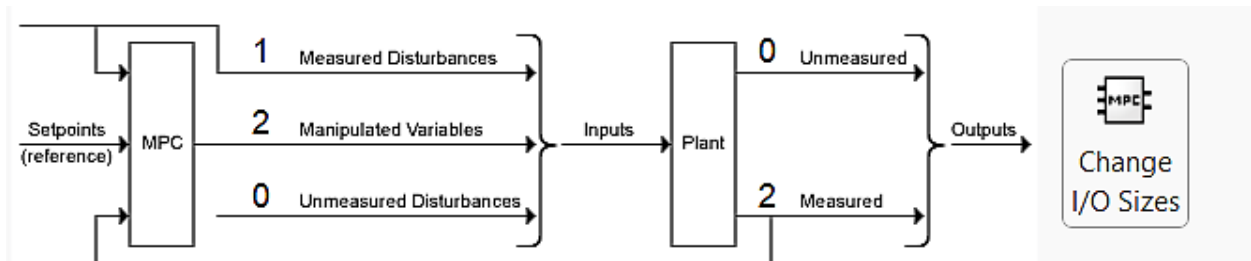 1 Measured Disturbances
0 Unmeasured
Setpoints
(reference)
MPC
2 Manipulated Variables
Inputs
Plant
Outputs
0 Unmeasured Disturbances
2 Measured
MPC
Change
I/O Sizes